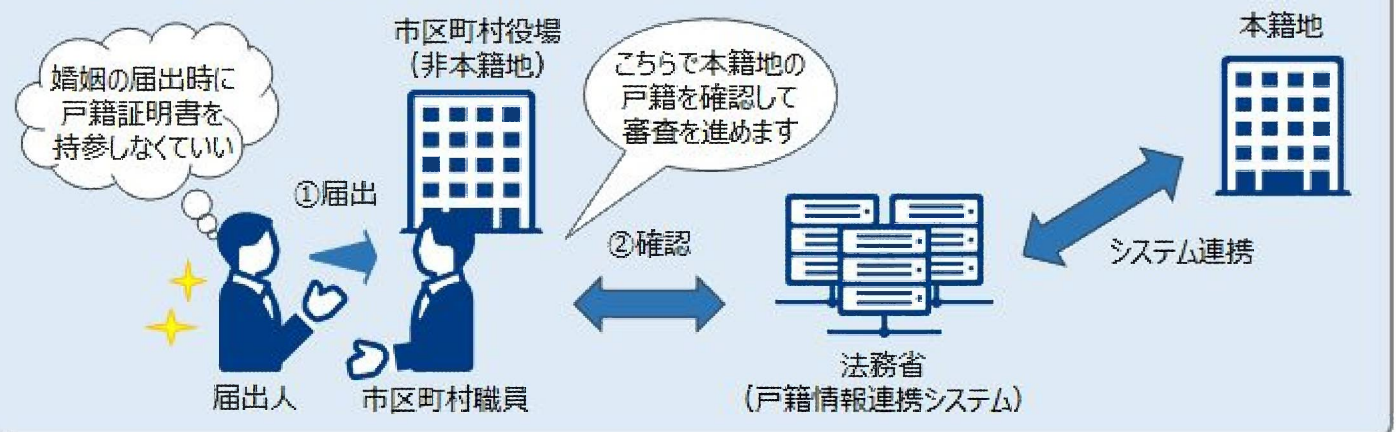 婚姻の届出時に
戸籍証明書を
持参しなくていい
①届出
届出人
市区町村役場
（非本籍地）
市区町村職員
こちらで本籍地の
戸籍を確認して
審査を進めます
②確認
法務省
（戸籍情報連携システム）
システム連携
本籍地